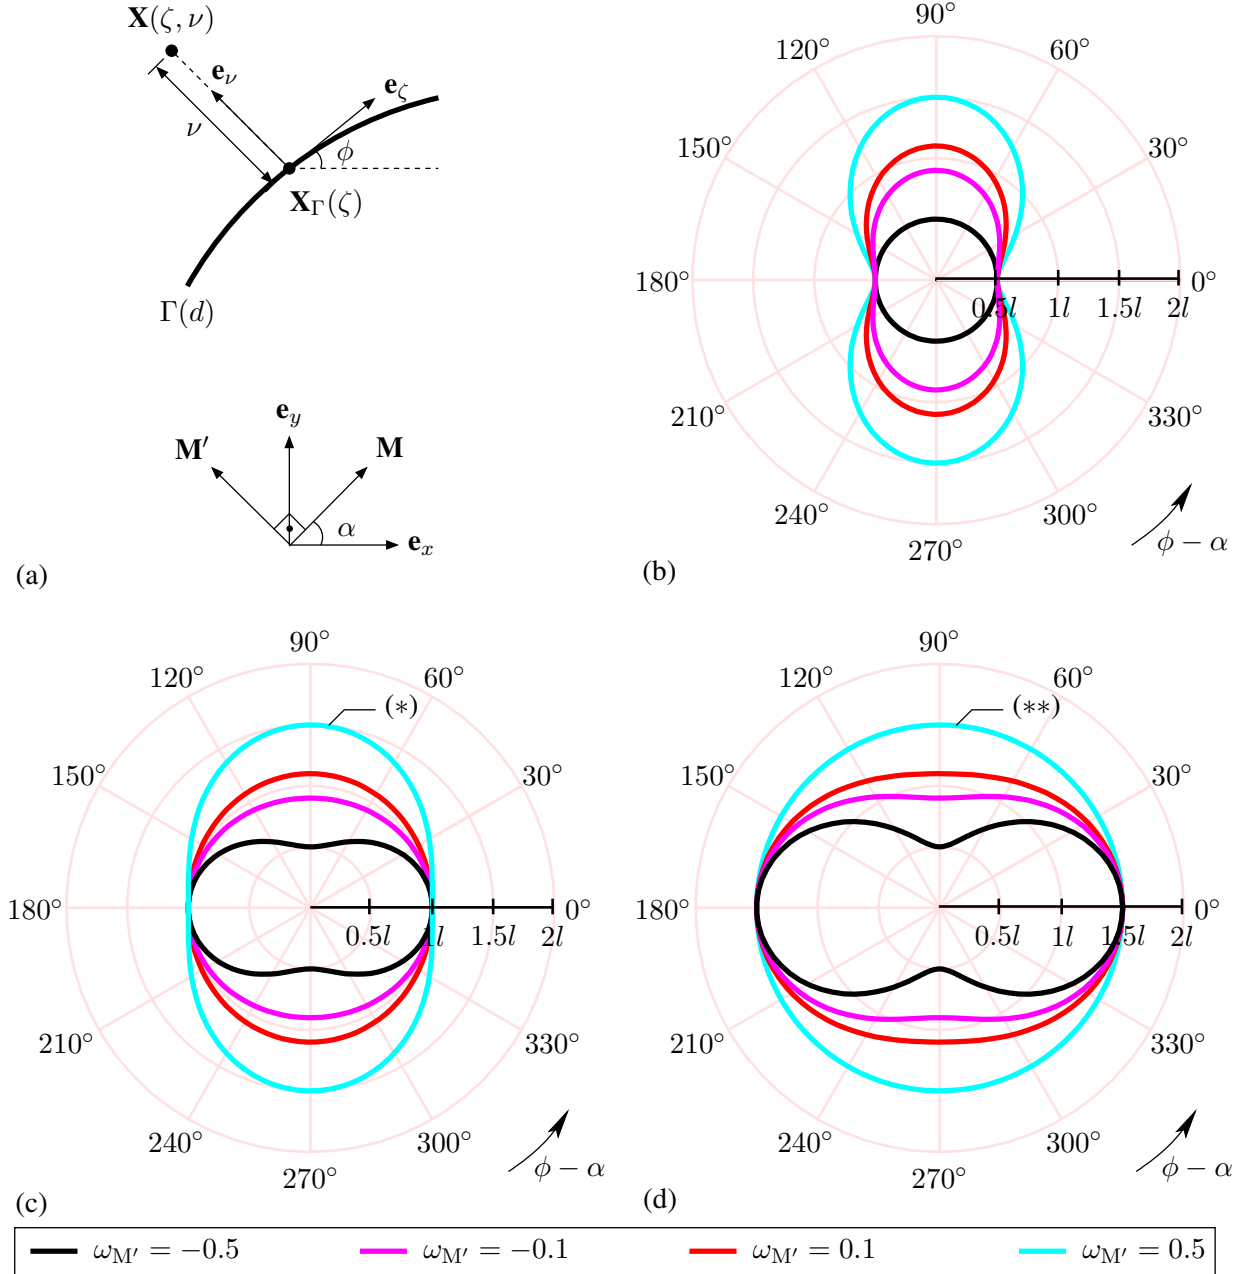 X(ζ, ν)
e_ν
e_ζ
ν
ϕ
X_Γ(ζ)
Γ(d)
e_y
M′
M
α
e_x
(a)
90°
120°
60°
150°
30°
180°
0°
0.5l
1l
1.5l
2l
210°
330°
240°
300°
270°
ϕ − α
(b)
90°
120°
60°
(*)
150°
30°
180°
0°
0.5l
1l
1.5l
2l
210°
330°
240°
300°
270°
ϕ − α
(c)
90°
120°
60°
(**)
150°
30°
180°
0°
0.5l
1l
1.5l
2l
210°
330°
240°
300°
270°
ϕ − α
(d)
ω_M′ = −0.5
ω_M′ = −0.1
ω_M′ = 0.1
ω_M′ = 0.5